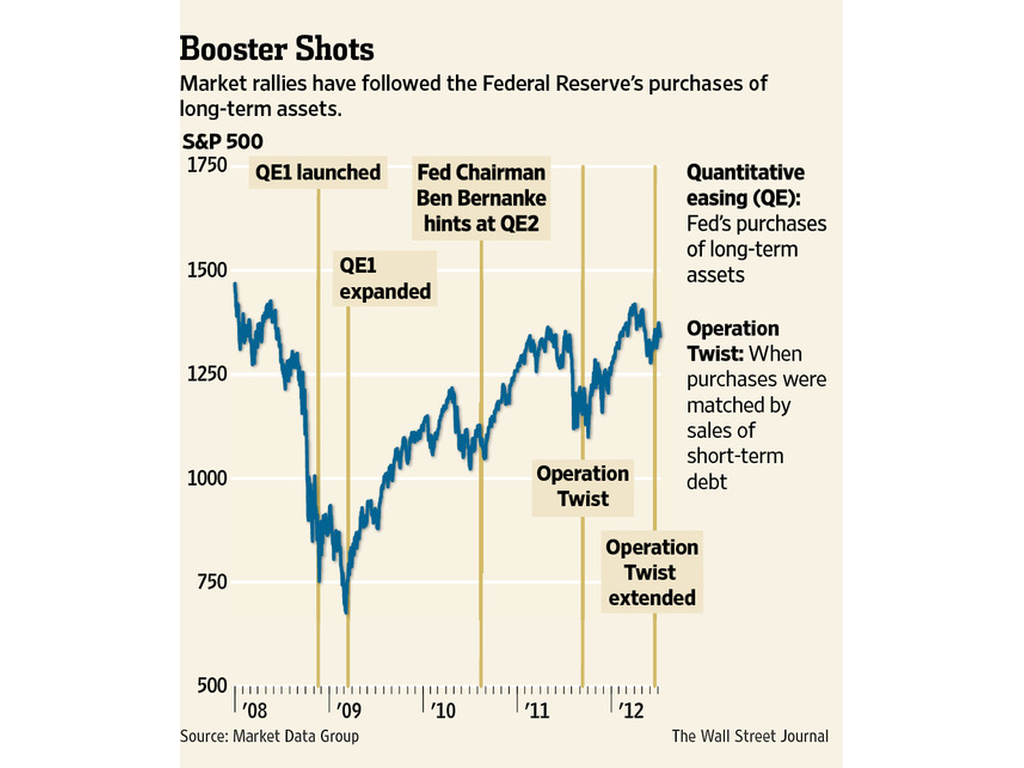 Booster Shots
Market rallies have followed the Federal Reserve's purchases of
long-term assets.
S&P 500
1750
1500
1250
1000
750
500
QE1 launched
QE1
expanded
Fed Chairman
Ben Bernanke
hints at QE2
Operation
Twist
Operation
Twist
extended
Quantitative
easing (QE):
Fed's purchases
of long-term
assets
Operation
Twist: When
purchases were
matched by
sales of
short-term
debt
'08
'09
'10
'11
'12
Source: Market Data Group
The Wall Street Journal